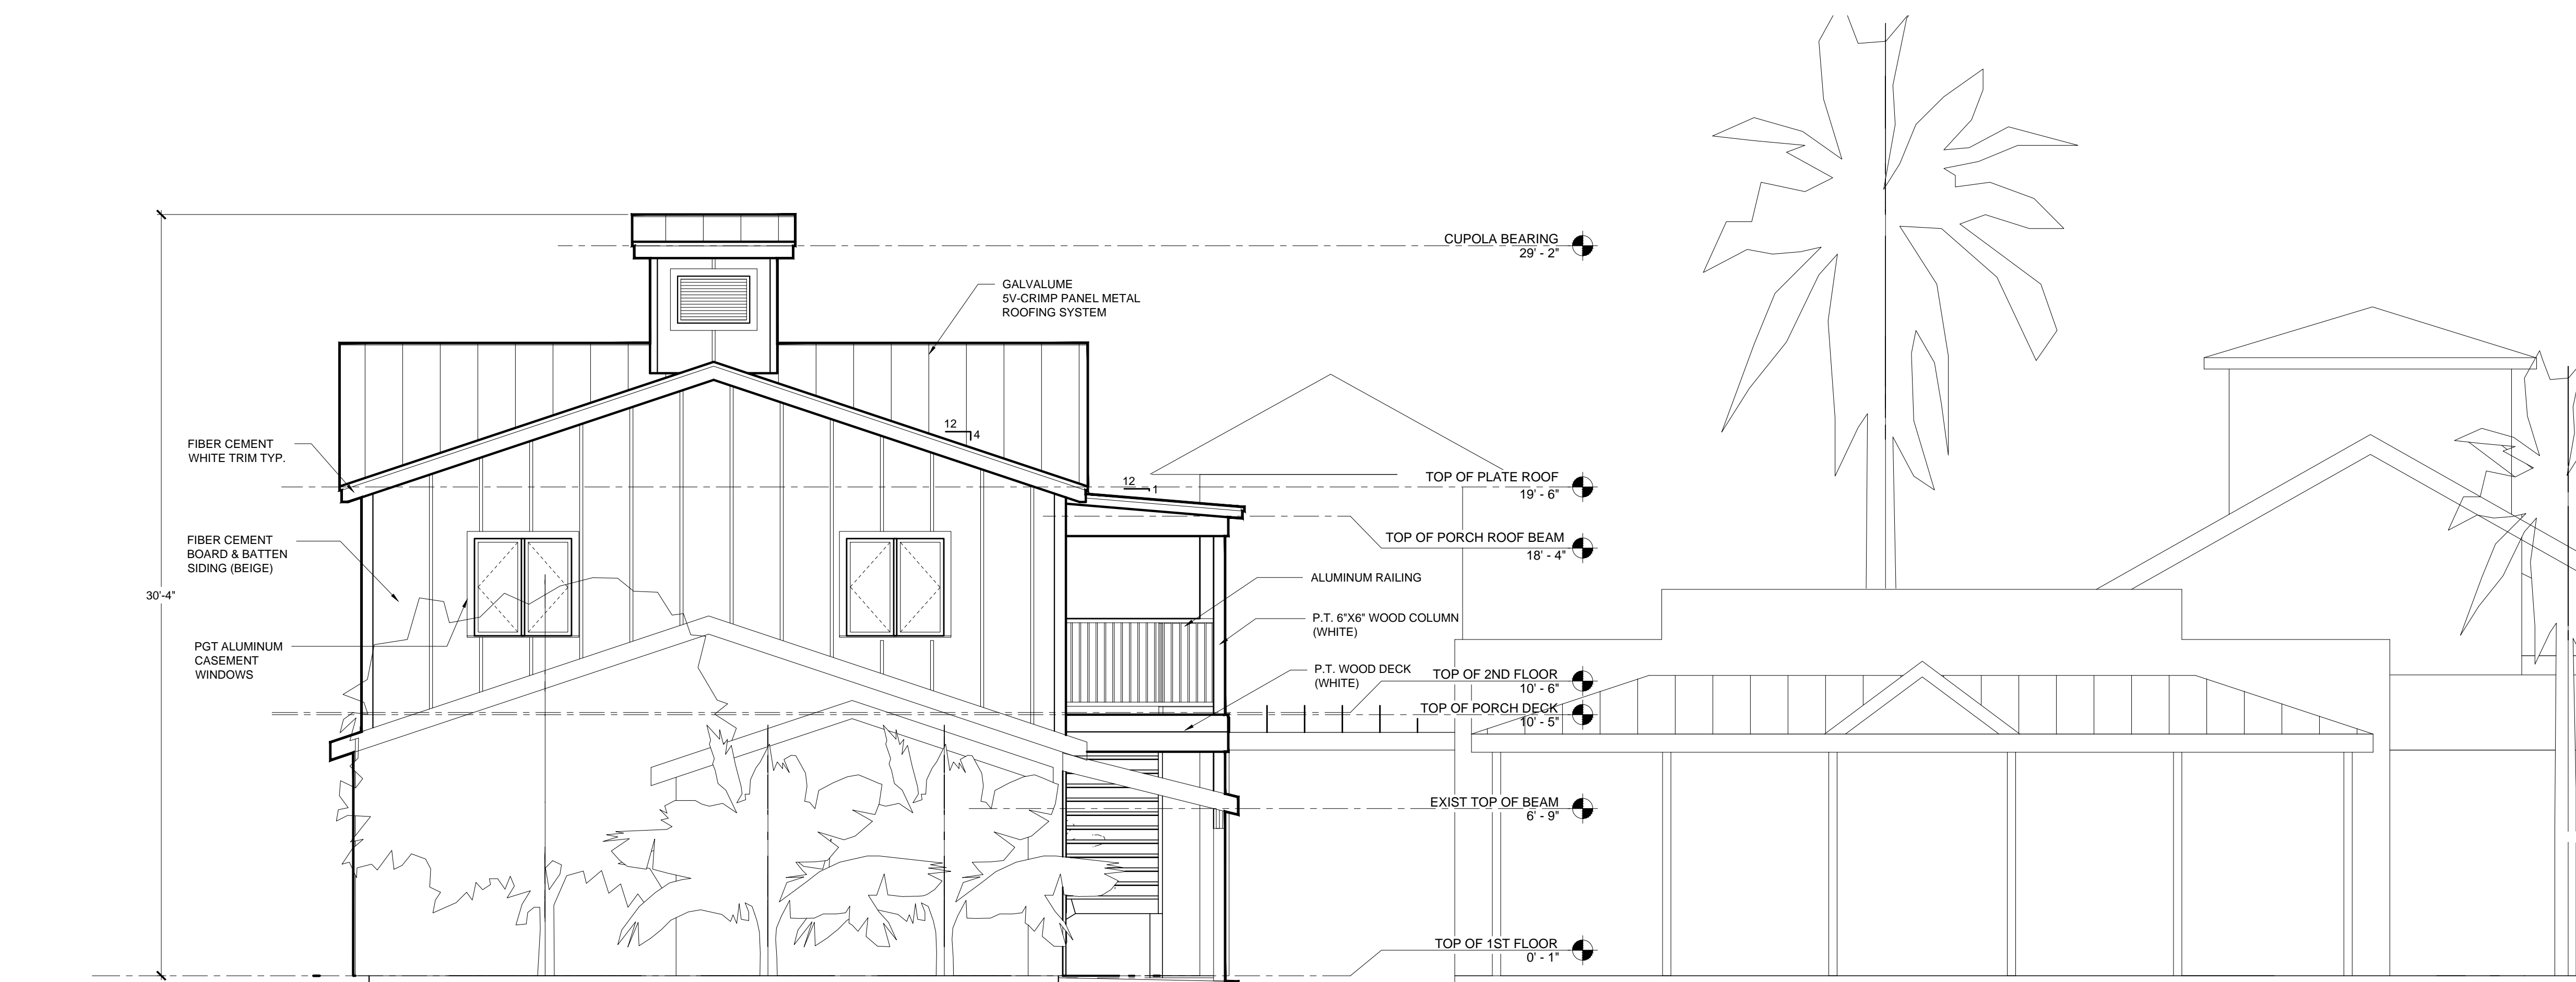 CUPOLA BEARING
29' - 2"
GALVALUME
5V-CRIMP PANEL METAL
ROOFING SYSTEM
12
4
FIBER CEMENT
WHITE TRIM TYP.
TOP OF PLATE ROOF
19' - 6"
12
1
FIBER CEMENT
BOARD & BATTEN
SIDING (BEIGE)
TOP OF PORCH ROOF BEAM
18' - 4"
ALUMINUM RAILING
30'-4"
P.T. 6"X6" WOOD COLUMN
(WHITE)
PGT ALUMINUM
CASEMENT
WINDOWS
P.T. WOOD DECK
(WHITE)
TOP OF 2ND FLOOR
10' - 6"
TOP OF PORCH DECK
10' - 5"
EXIST TOP OF BEAM
6' - 9"
TOP OF 1ST FLOOR
0' - 1"